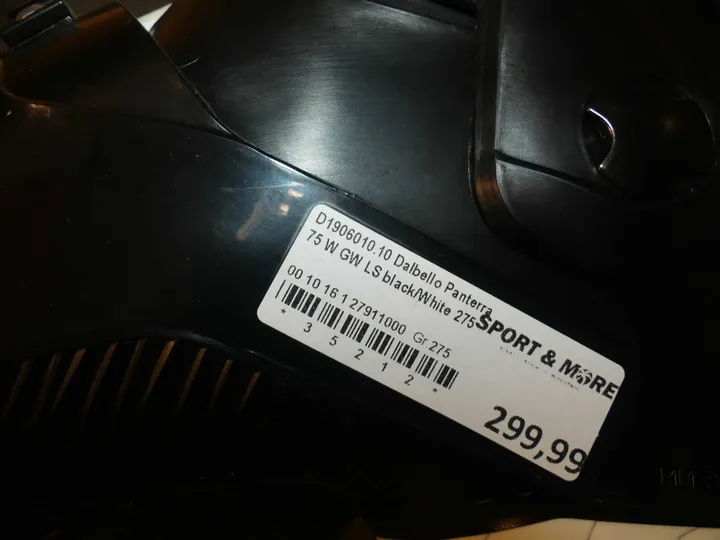 D1906010.10 Dalbello Panterra
75 W GW LS black/White 275
SPORT & MORE
00 10 16 1 27911000 Gr 275
* 3 5 2 1 2 *
299,99